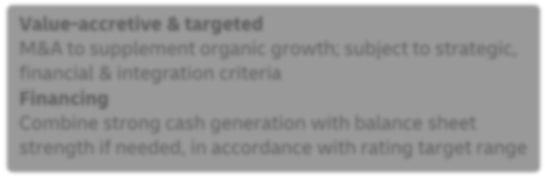 Value-accretive & targeted
M&A to supplement organic growth; subject to strategic,
financial & integration criteria
Financing
Combine strong cash generation with balance sheet
strength if needed, in accordance with rating target range